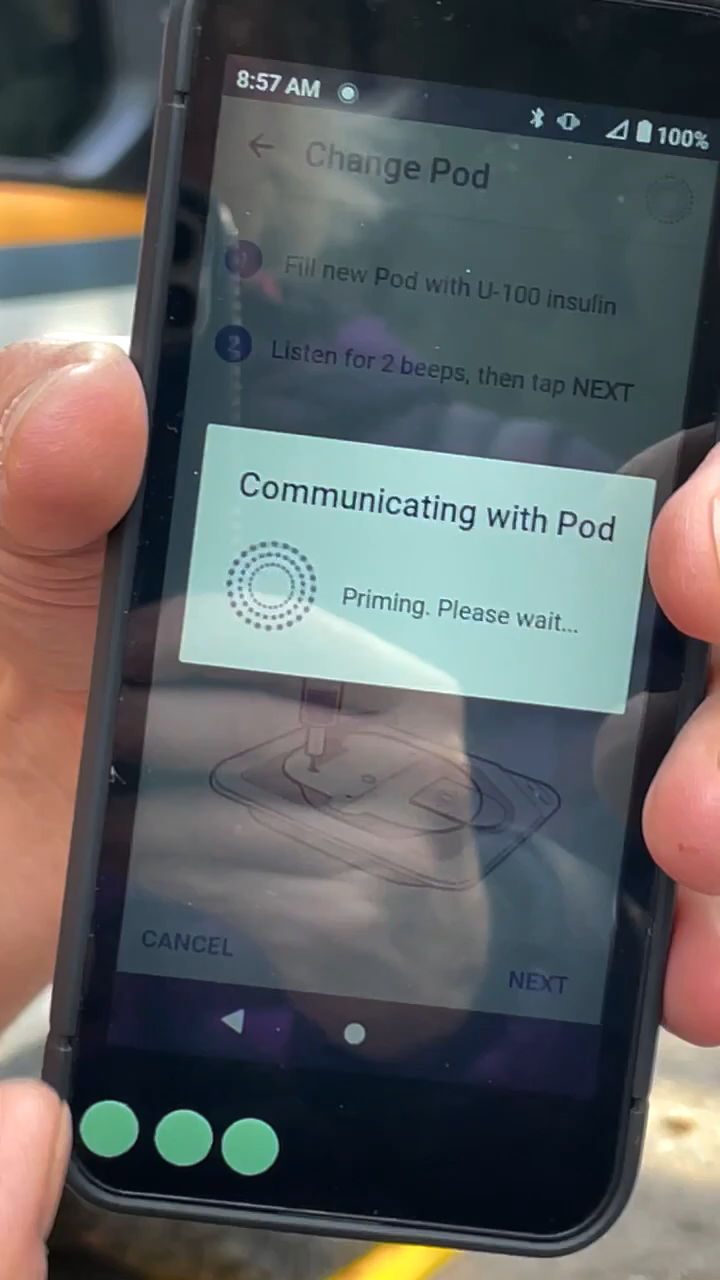 8:57 AM
100%
Change Pod
1 Fill new Pod with U-100 insulin
2 Listen for 2 beeps, then tap NEXT
Communicating with Pod
Priming. Please wait...
CANCEL
NEXT